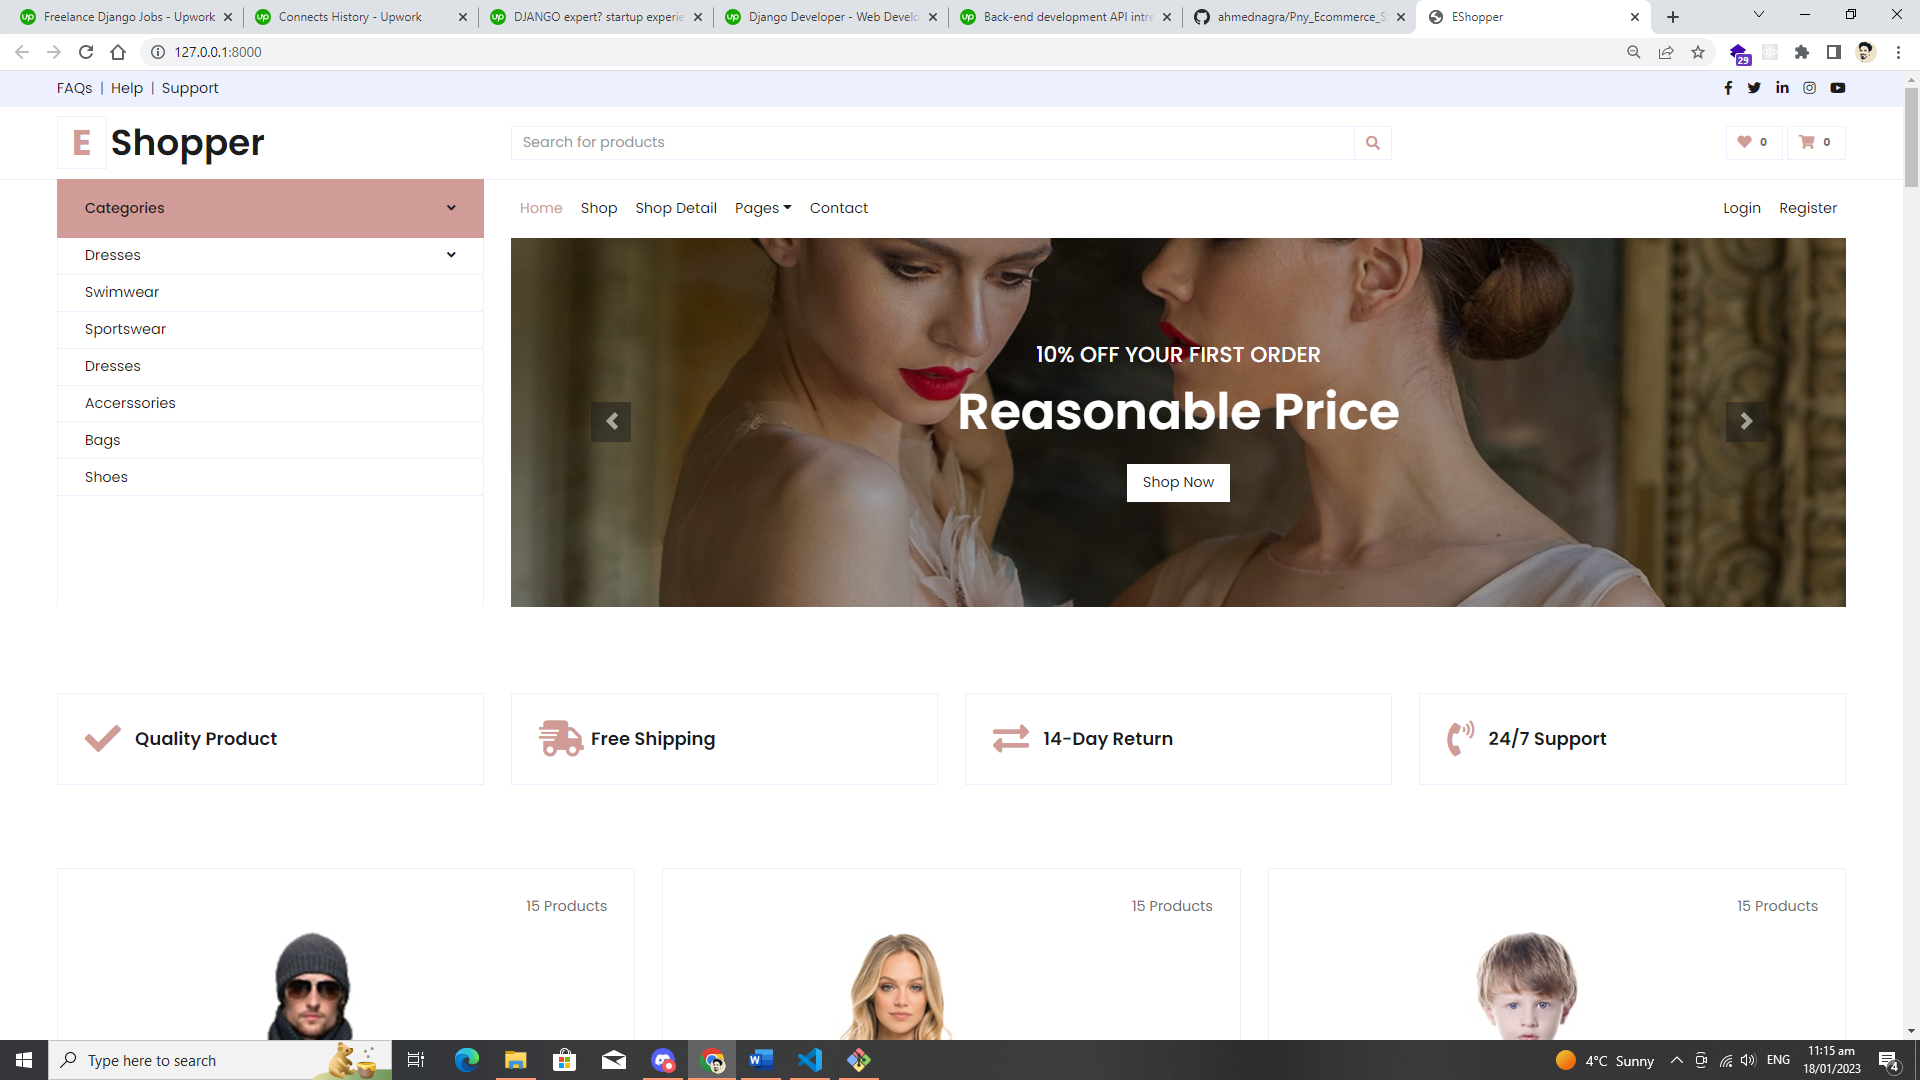 Freelance Django Jobs - Upwork
Connects History - Upwork
DJANGO expert? startup experie
Django Developer - Web Develo
Back-end development API intre
ahmednagra/Pny_Ecommerce_S
EShopper
127.0.0.1:8000
29
FAQs | Help | Support
E Shopper
Search for products
0
0
Categories
Home
Shop
Shop Detail
Pages
Contact
Login
Register
Dresses
Swimwear
Sportswear
Dresses
Accerssories
Bags
Shoes
10% OFF YOUR FIRST ORDER
Reasonable Price
Shop Now
Quality Product
Free Shipping
14-Day Return
24/7 Support
15 Products
15 Products
15 Products
Type here to search
4°C Sunny
ENG
11:15 am
18/01/2023
4